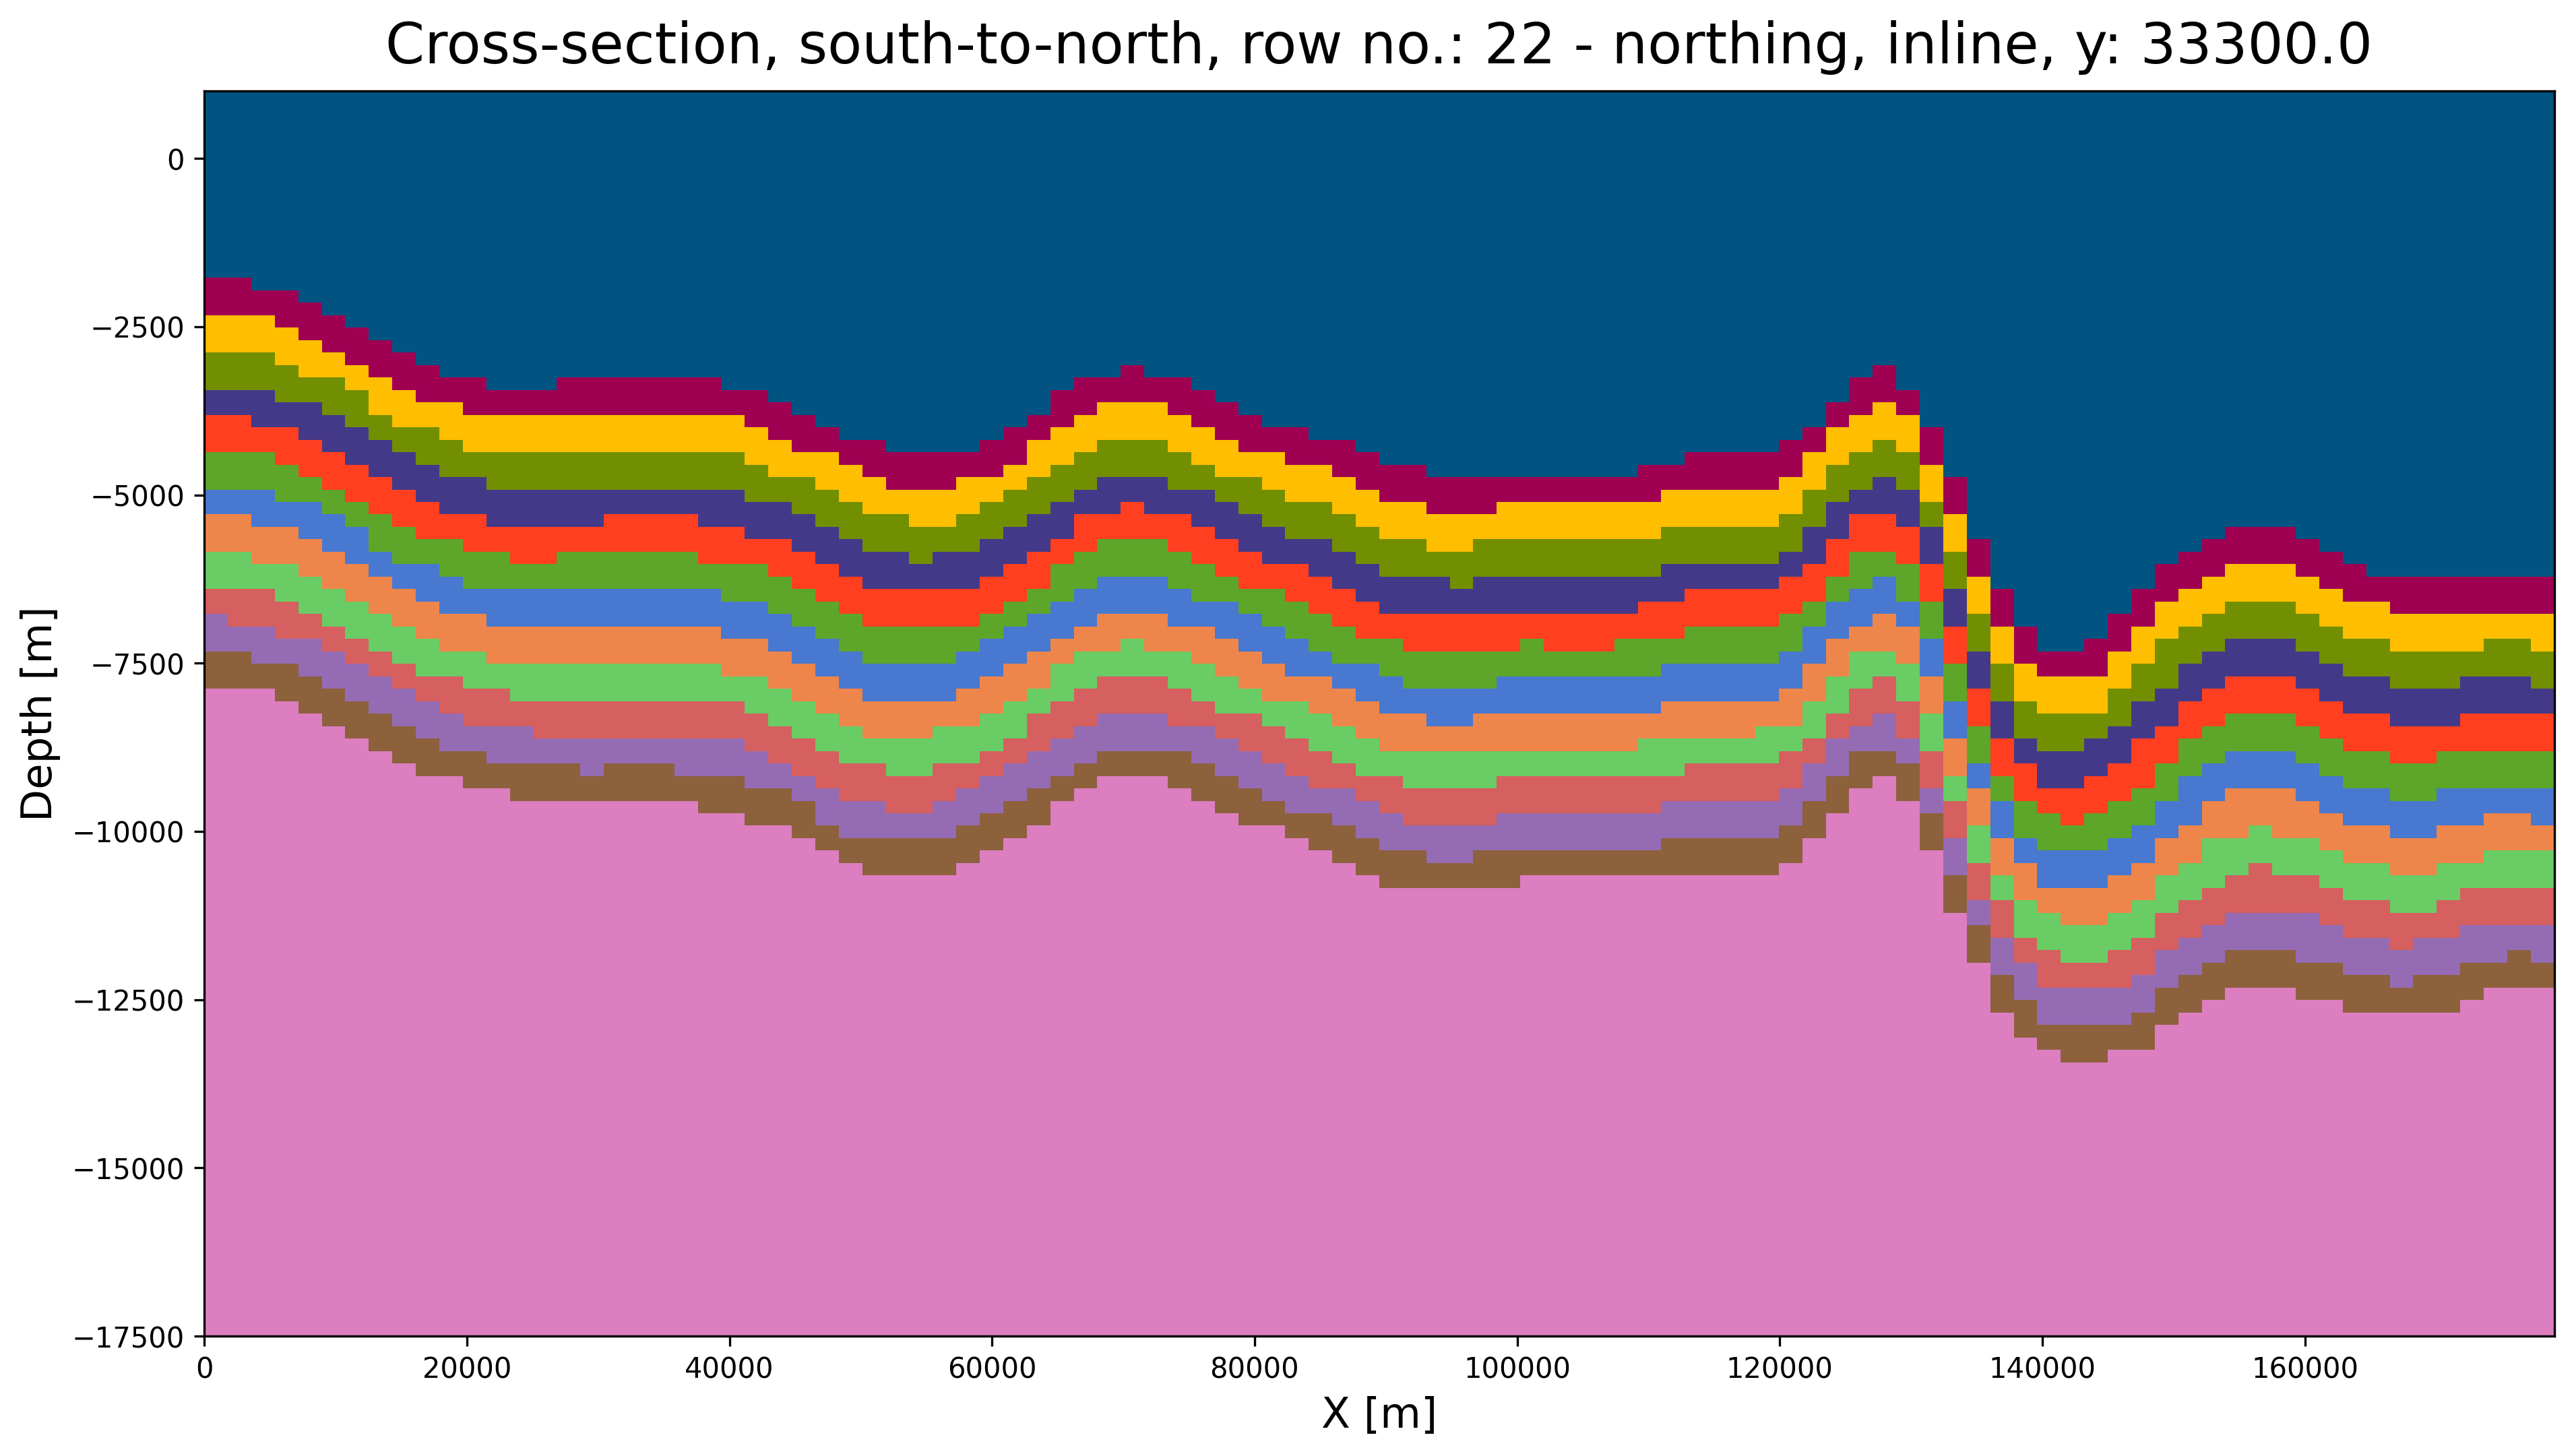 Cross-section, south-to-north, row no.: 22 - northing, inline, y: 33300.0
0
−2500
−5000
−7500
−10000
−12500
−15000
−17500
Depth [m]
0 20000 40000 60000 80000 100000 120000 140000 160000
X [m]